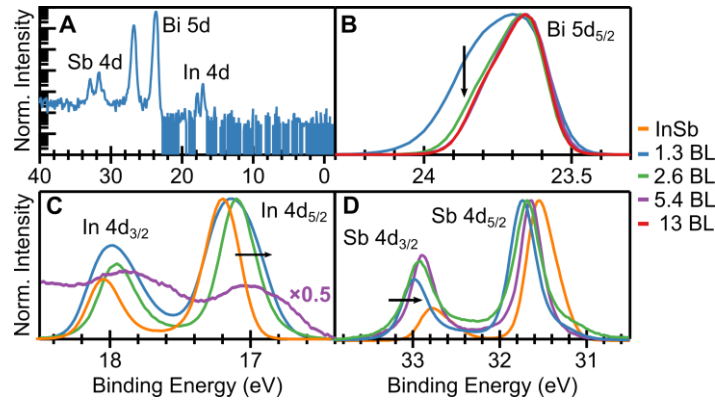 Norm. Intensity
A
Bi 5d
Sb 4d
In 4d
40 30 20 10 0
B
Bi 5d5/2
24 23.5
InSb
1.3 BL
2.6 BL
5.4 BL
13 BL
Norm. Intensity
C
In 4d3/2
In 4d5/2
×0.5
18 17
Binding Energy (eV)
D
Sb 4d5/2
Sb 4d3/2
33 32 31
Binding Energy (eV)